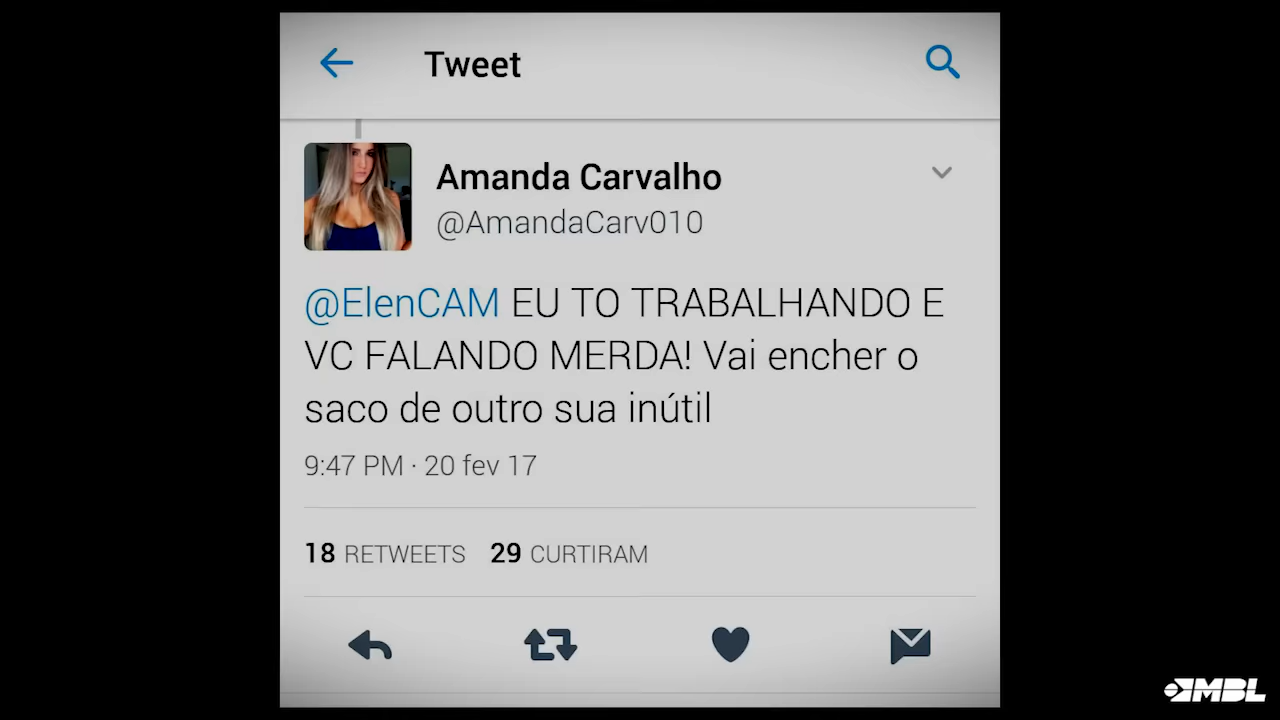 Tweet
Amanda Carvalho
@AmandaCarv010
@ElenCAM EU TO TRABALHANDO E
VC FALANDO MERDA! Vai encher o
saco de outro sua inútil
9:47 PM · 20 fev 17
18 RETWEETS 29 CURTIRAM
MBL